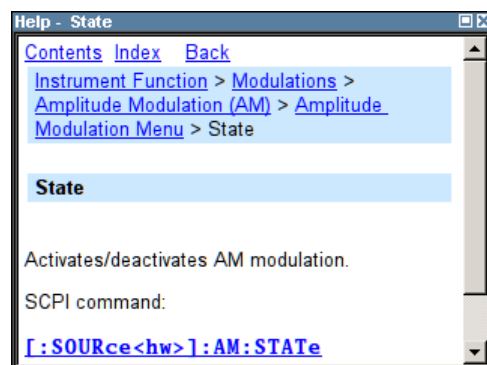 Help - State
Contents Index Back
Instrument Function > Modulations >
Amplitude Modulation (AM) > Amplitude
Modulation Menu > State
State
Activates/deactivates AM modulation.
SCPI command:
[:SOURce<hw>]:AM:STATe